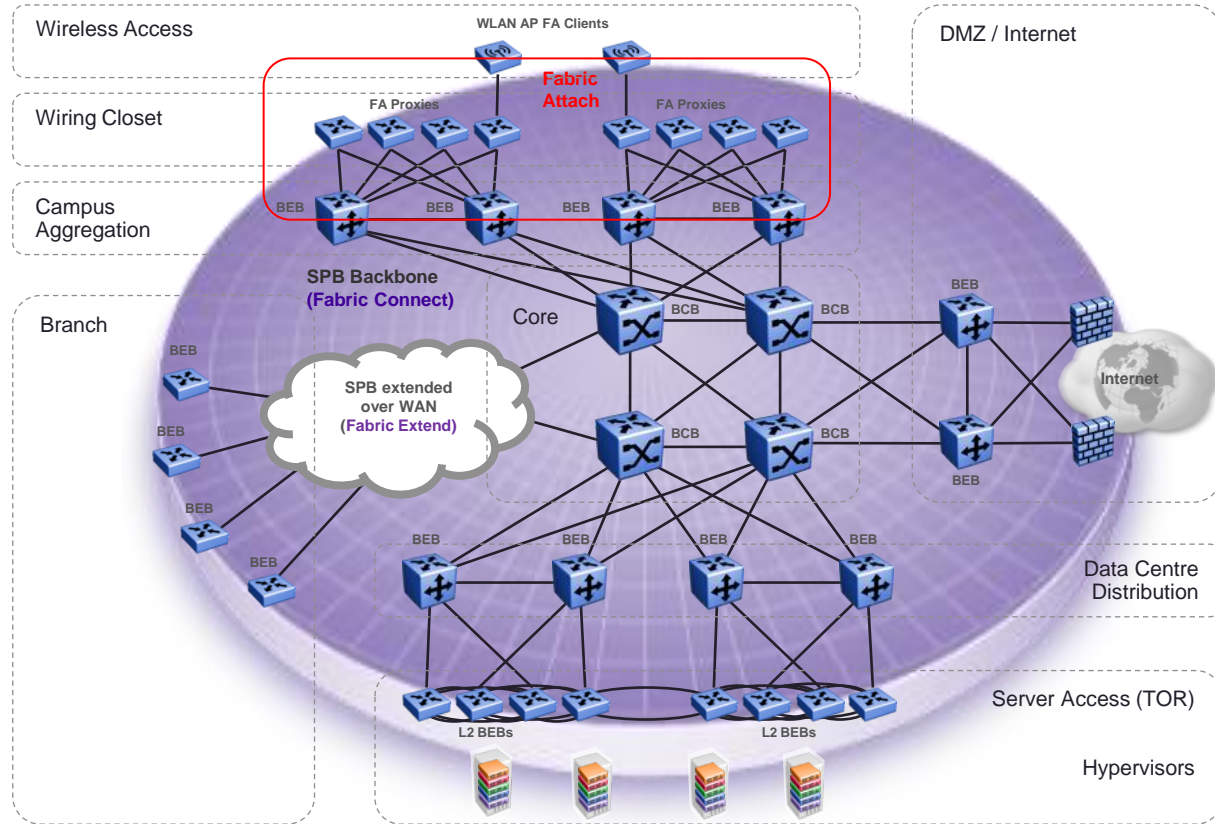 Wireless Access
WLAN AP FA Clients
DMZ / Internet
Fabric
Attach
Wiring Closet
FA Proxies
FA Proxies
Campus
Aggregation
BEB
BEB
BEB
BEB
SPB Backbone
(Fabric Connect)
Branch
Core
BCB
BCB
BEB
BEB
SPB extended
over WAN
(Fabric Extend)
Internet
BEB
BCB
BCB
BEB
BEB
BEB
BEB
BEB
BEB
BEB
BEB
Data Centre
Distribution
Server Access (TOR)
L2 BEBs
L2 BEBs
Hypervisors